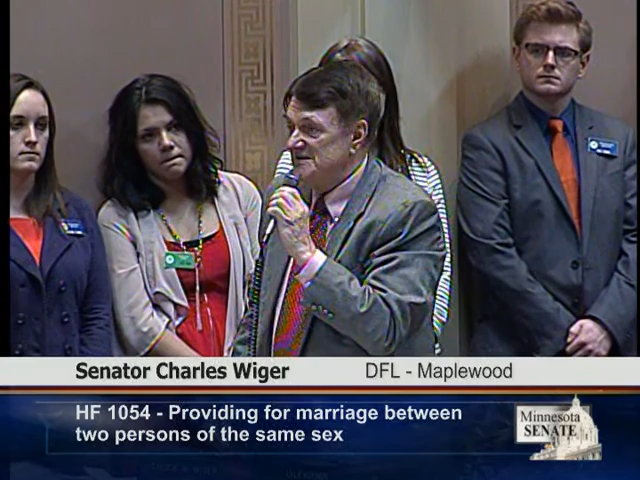 Senator Charles Wiger DFL - Maplewood
HF 1054 - Providing for marriage between
two persons of the same sex
Minnesota
SENATE